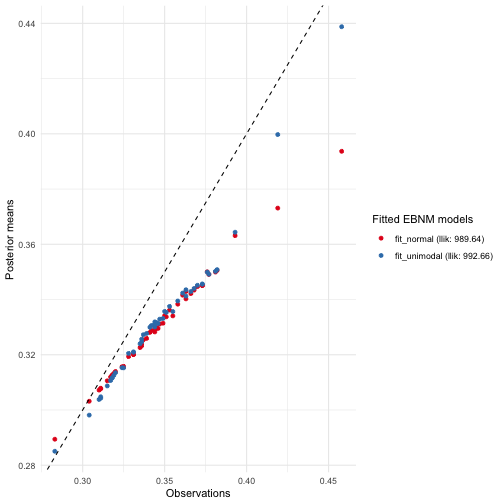 0.44
0.40
0.36
0.32
0.28
Posterior means
0.30
0.35
0.40
0.45
Observations
Fitted EBNM models
fit_normal (llik: 989.64)
fit_unimodal (llik: 992.66)